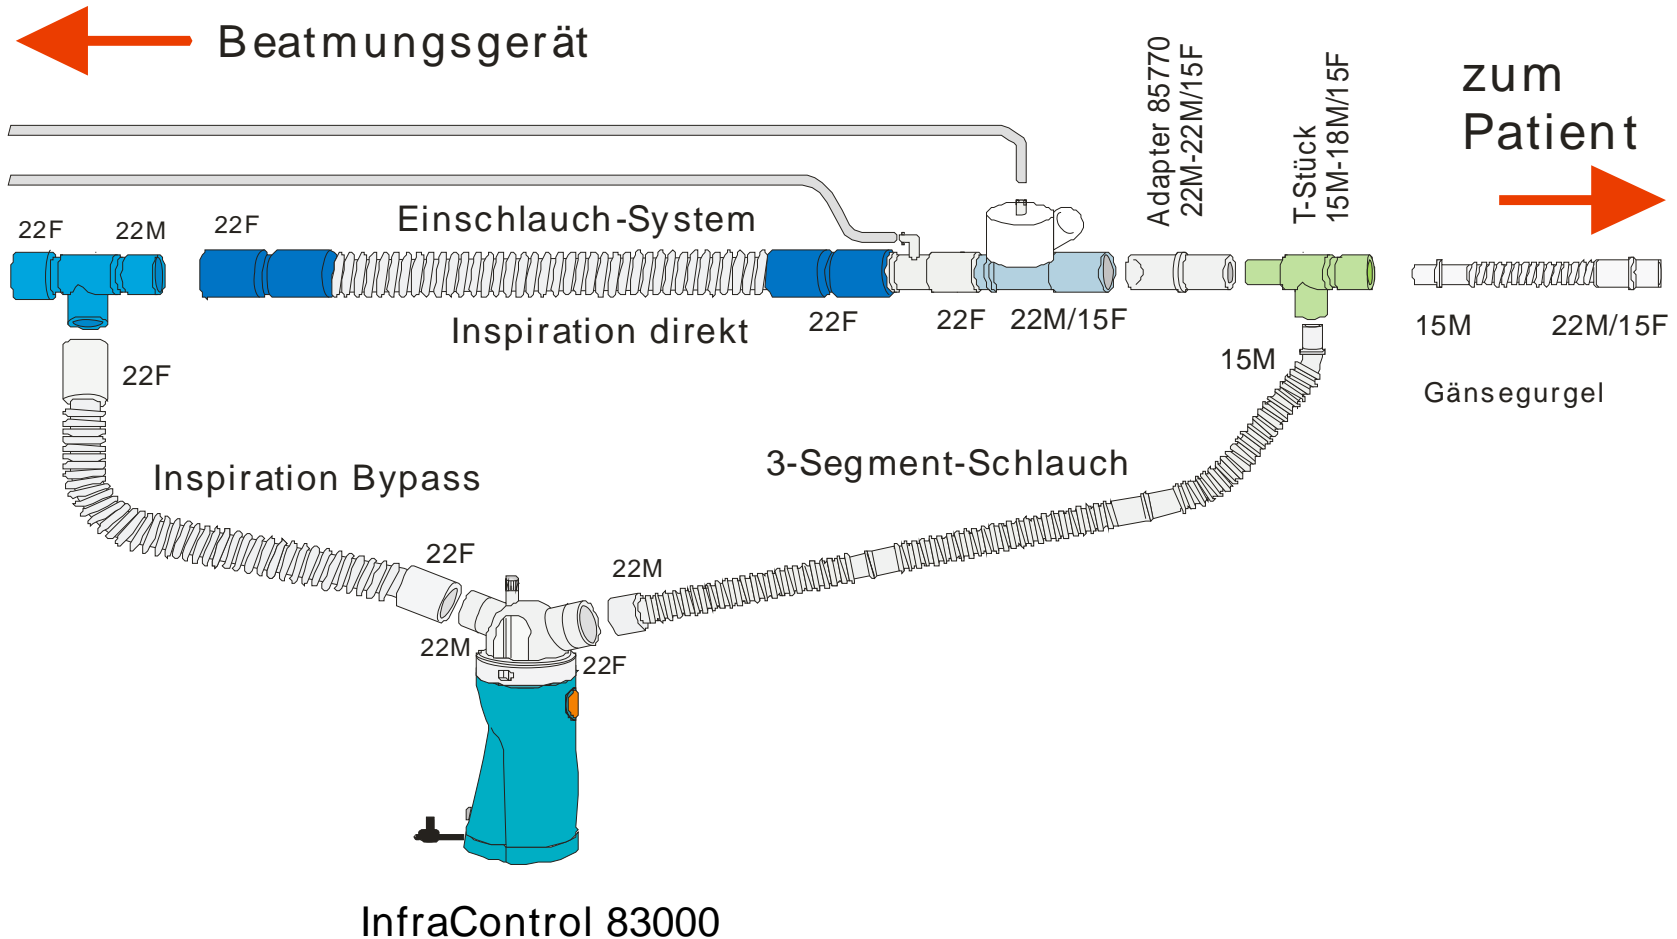 Beatmungsgerät
zum
Patient
Adapter 85770
22M-22M/15F
T-Stück
15M-18M/15F
22F
22M
22F
Einschlauch-System
Inspiration direkt
22F
22F
22M/15F
15M
22M/15F
Gänsegurgel
22F
15M
Inspiration Bypass
3-Segment-Schlauch
22F
22M
22M
22F
InfraControl 83000